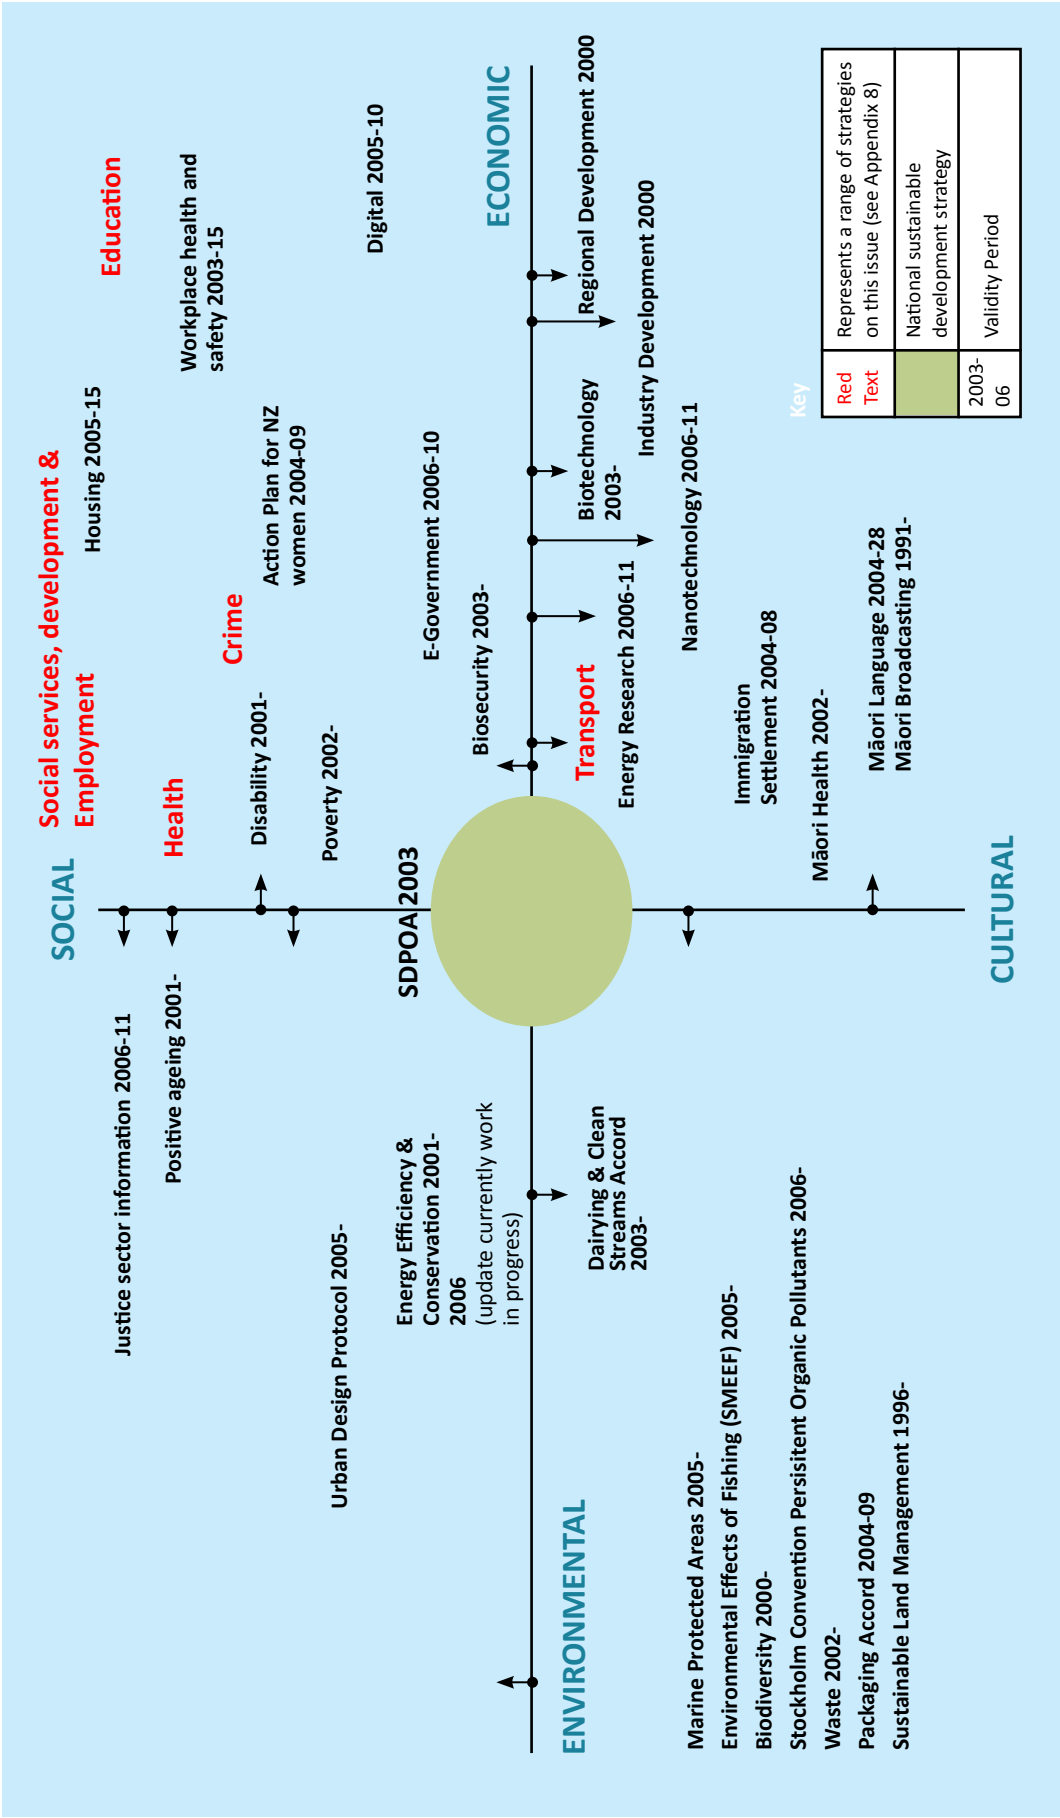 SOCIAL
Social services, development &
Employment
Housing 2005-15
Education
Justice sector information 2006-11
Positive ageing 2001-
Health
Workplace health and
safety 2003-15
Crime
Disability 2001-
Action Plan for NZ
women 2004-09
Urban Design Protocol 2005-
Poverty 2002-
Digital 2005-10
SDPOA 2003
Energy Efficiency &
Conservation 2001-
2006
(update currently work
in progress)
E-Government 2006-10
Biosecurity 2003-
ECONOMIC
ENVIRONMENTAL
Dairying & Clean
Streams Accord
2003-
Transport
Energy Research 2006-11
Biotechnology
2003-
Regional Development 2000
Industry Development 2000
Nanotechnology 2006-11
Marine Protected Areas 2005-
Environmental Effects of Fishing (SMEEF) 2005-
Biodiversity 2000-
Stockholm Convention Persisitent Organic Pollutants 2006-
Waste 2002-
Packaging Accord 2004-09
Sustainable Land Management 1996-
Immigration
Settlement 2004-08
Māori Health 2002-
Māori Language 2004-28
Māori Broadcasting 1991-
CULTURAL
Key
Red
Text
Represents a range of strategies
on this issue (see Appendix 8)
National sustainable
development strategy
2003-
06
Validity Period